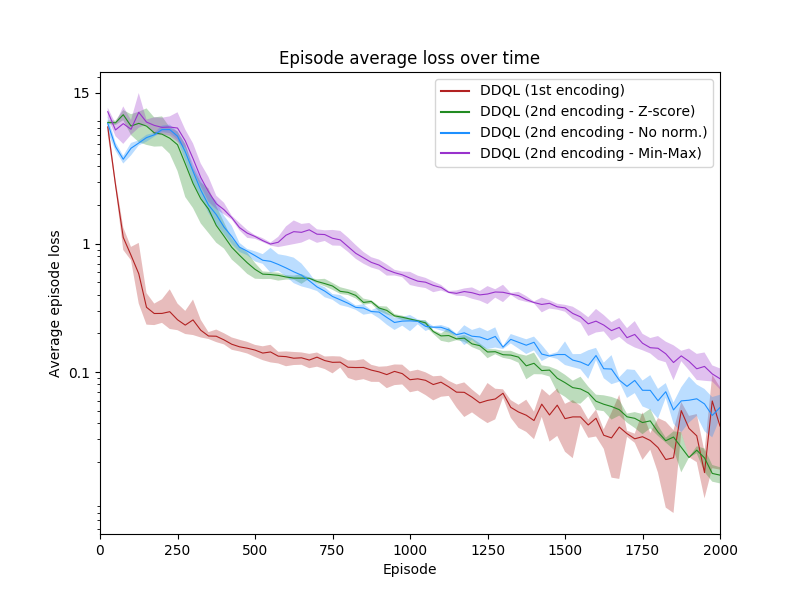 Episode average loss over time
DDQL (1st encoding)
DDQL (2nd encoding - Z-score)
DDQL (2nd encoding - No norm.)
DDQL (2nd encoding - Min-Max)
Average episode loss
15
1
0.1
0
250
500
750
1000
1250
1500
1750
2000
Episode